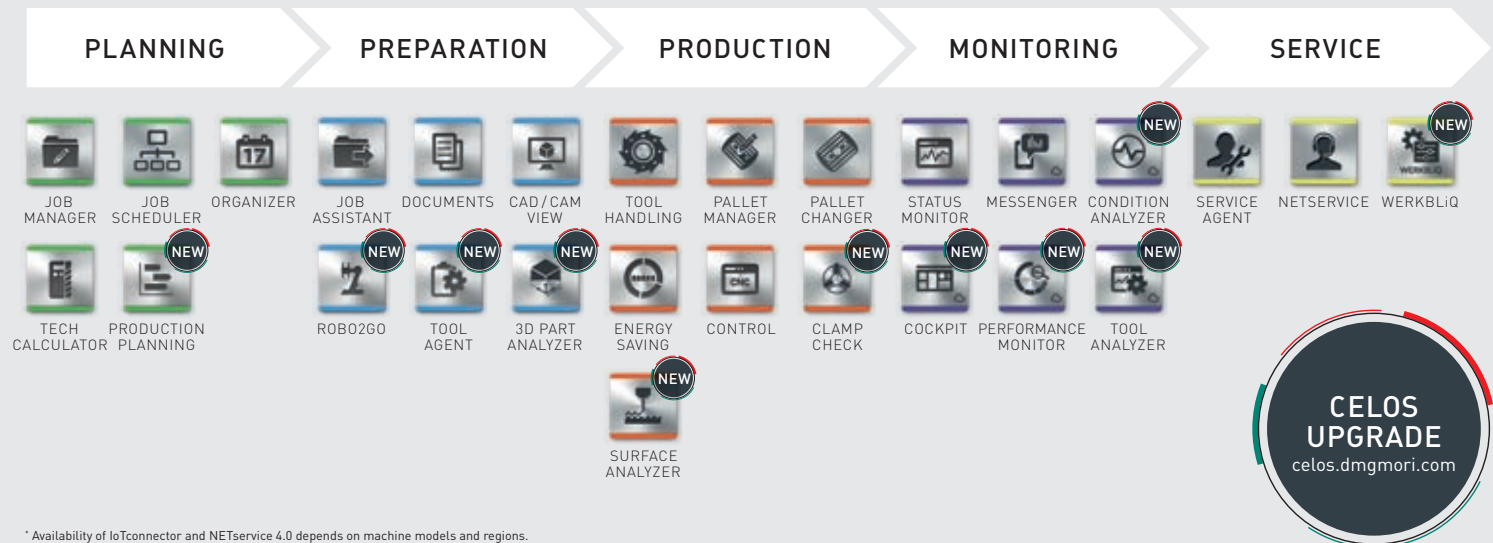 PLANNING
PREPARATION
PRODUCTION
MONITORING
SERVICE
NEW
NEW
17
WERKBLiQ
JOB
MANAGER
JOB
SCHEDULER
ORGANIZER
JOB
ASSISTANT
DOCUMENTS
CAD / CAM
VIEW
TOOL
HANDLING
PALLET
MANAGER
PALLET
CHANGER
STATUS
MONITOR
MESSENGER
CONDITION
ANALYZER
SERVICE
AGENT
NETSERVICE
WERKBLiQ
NEW
NEW
NEW
NEW
NEW
NEW
NEW
NEW
CNC
TECH
CALCULATOR
PRODUCTION
PLANNING
ROBO2GO
TOOL
AGENT
3D PART
ANALYZER
ENERGY
SAVING
CONTROL
CLAMP
CHECK
COCKPIT
PERFORMANCE
MONITOR
TOOL
ANALYZER
NEW
SURFACE
ANALYZER
CELOS
UPGRADE
celos.dmgmori.com
* Availability of IoTconnector and NETservice 4.0 depends on machine models and regions.